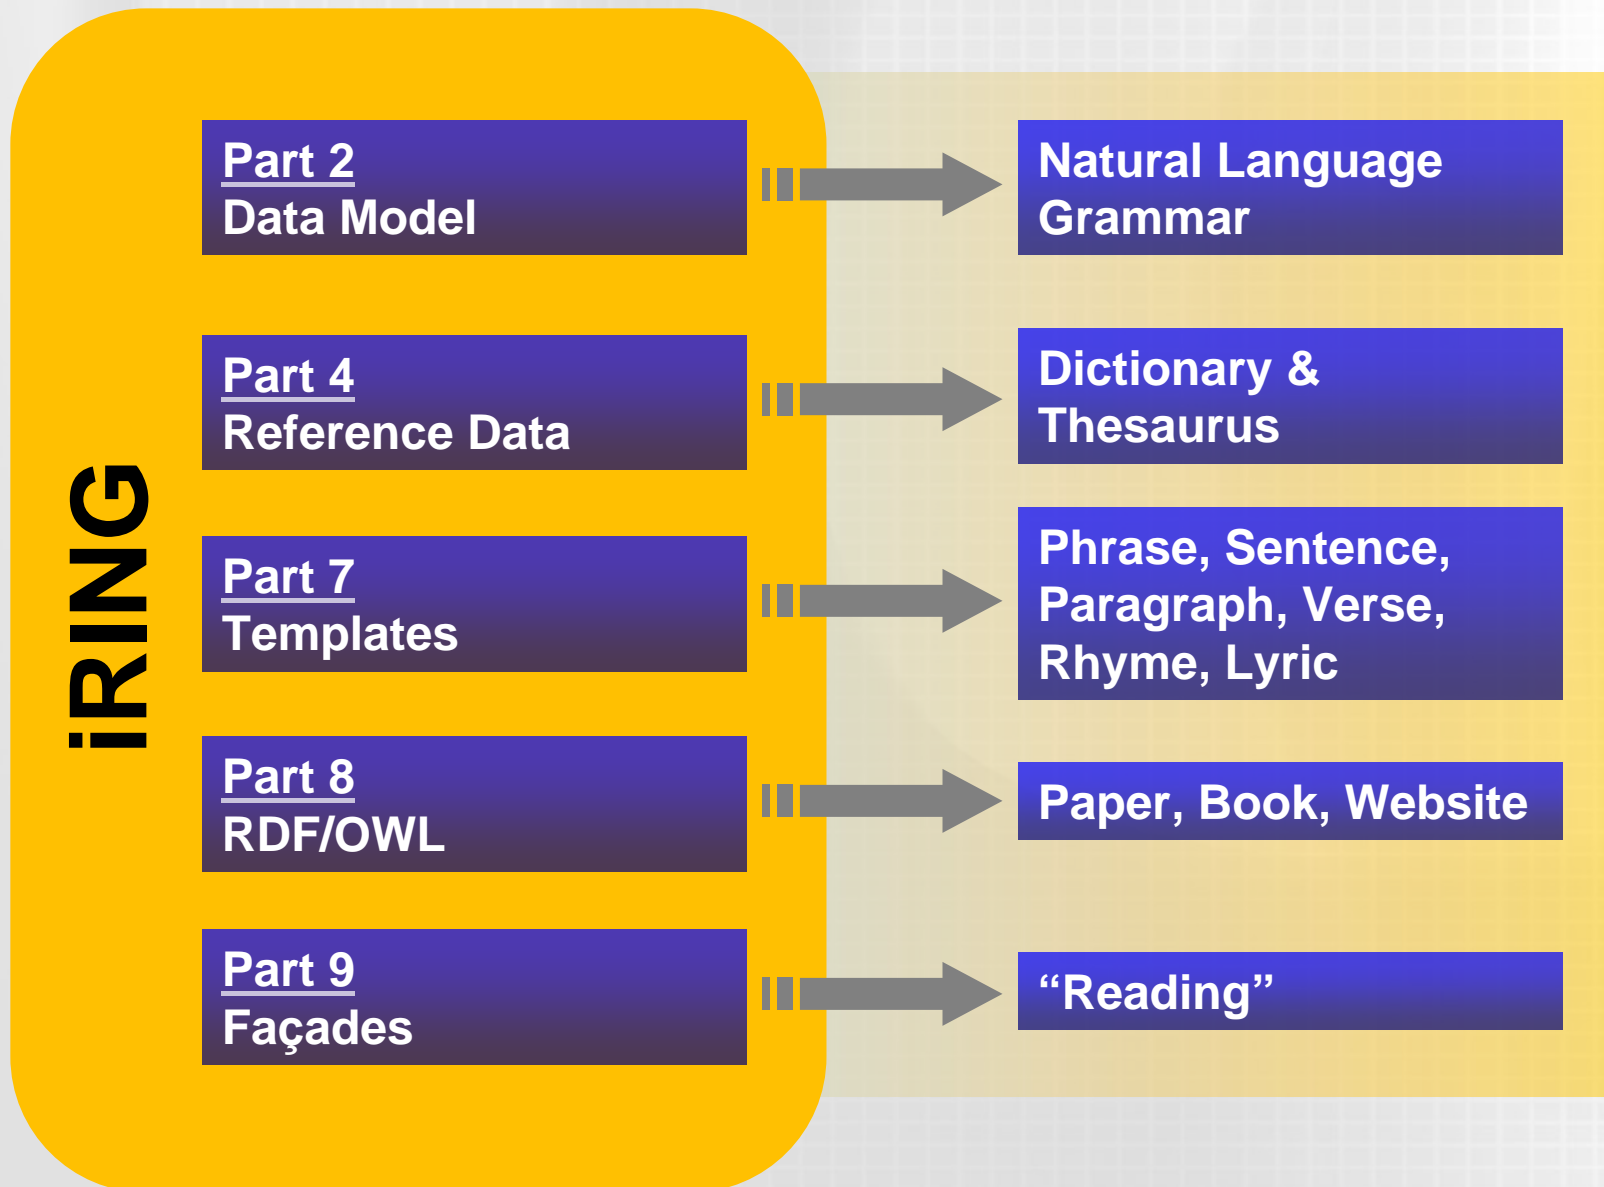 iRING
Part 2
Data Model
Natural Language
Grammar
Part 4
Reference Data
Dictionary &
Thesaurus
Part 7
Templates
Phrase, Sentence,
Paragraph, Verse,
Rhyme, Lyric
Part 8
RDF/OWL
Paper, Book, Website
Part 9
Façades
“Reading”